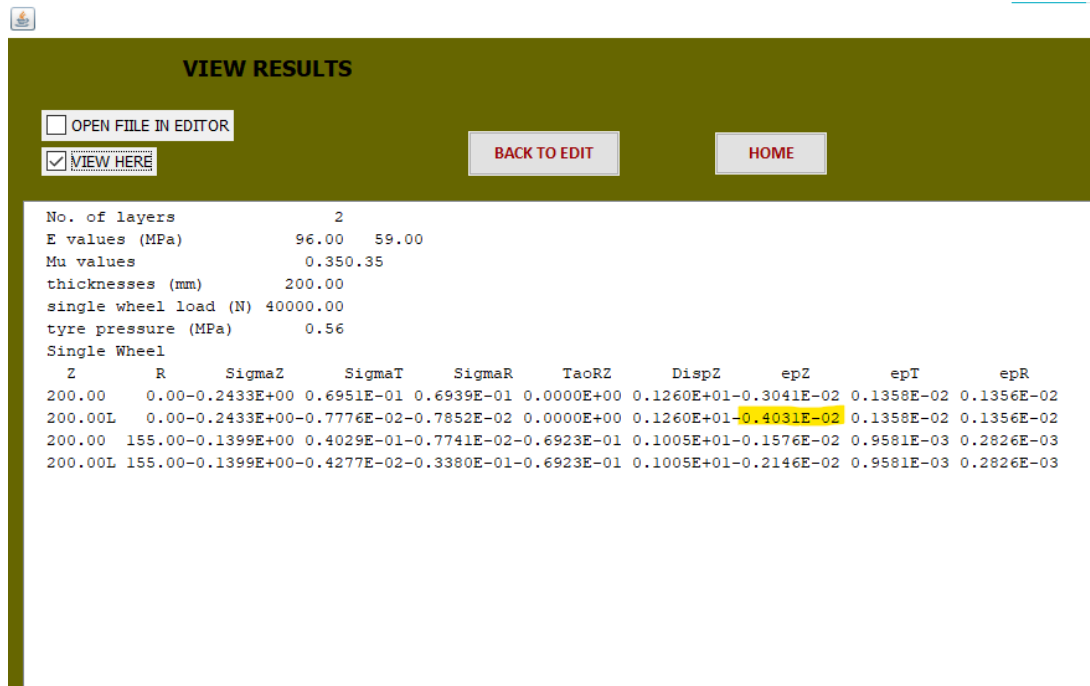 VIEW RESULTS
OPEN FIILE IN EDITOR
VIEW HERE
BACK TO EDIT
HOME
No. of layers 2
E values (MPa) 96.00 59.00
Mu values 0.350.35
thicknesses (mm) 200.00
single wheel load (N) 40000.00
tyre pressure (MPa) 0.56
Single Wheel
Z R SigmaZ SigmaT SigmaR TaoRZ DispZ epZ epT epR
200.00 0.00-0.2433E+00 0.6951E-01 0.6939E-01 0.0000E+00 0.1260E+01-0.3041E-02 0.1358E-02 0.1356E-02
200.00L 0.00-0.2433E+00-0.7776E-02-0.7852E-02 0.0000E+00 0.1260E+01-0.4031E-02 0.1358E-02 0.1356E-02
200.00 155.00-0.1399E+00 0.4029E-01-0.7741E-02-0.6923E-01 0.1005E+01-0.1576E-02 0.9581E-03 0.2826E-03
200.00L 155.00-0.1399E+00-0.4277E-02-0.3380E-01-0.6923E-01 0.1005E+01-0.2146E-02 0.9581E-03 0.2826E-03